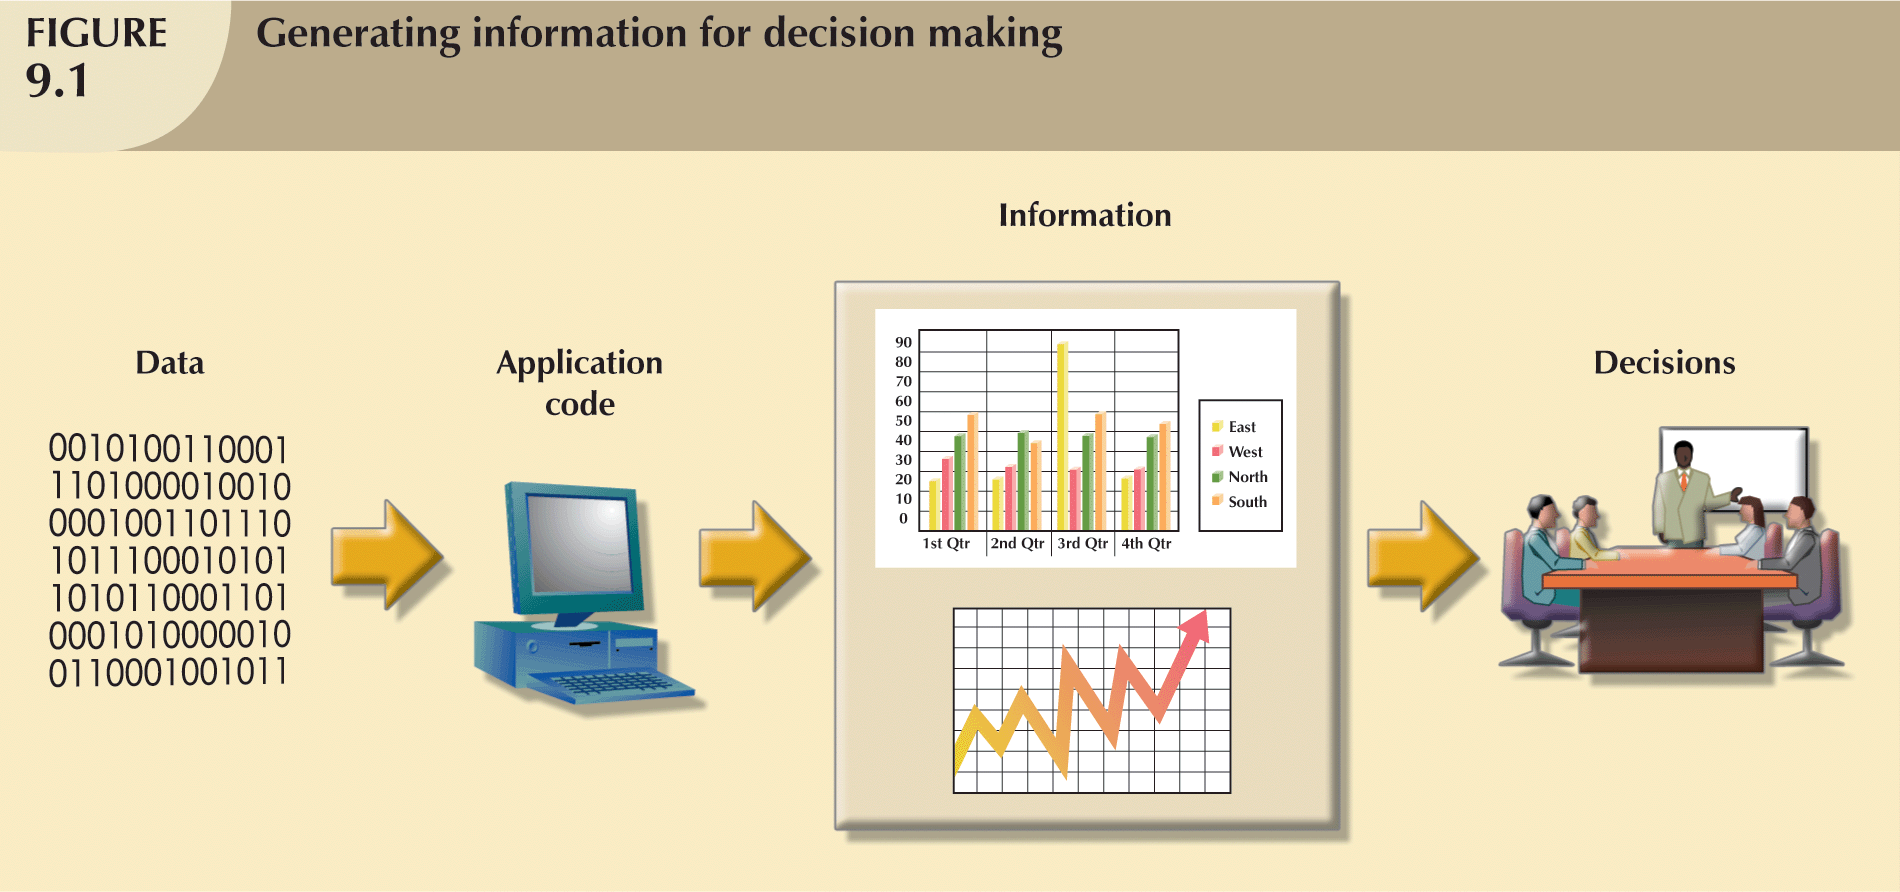 FIGURE
9.1
Generating information for decision making
Data
0010100110001
1101000010010
0001001101110
1011100010101
1010110001101
0001010000010
0110001001011
Application
code
Information
90
80
70
60
50
40
30
20
10
0
1st Qtr 2nd Qtr 3rd Qtr 4th Qtr
East
West
North
South
Decisions